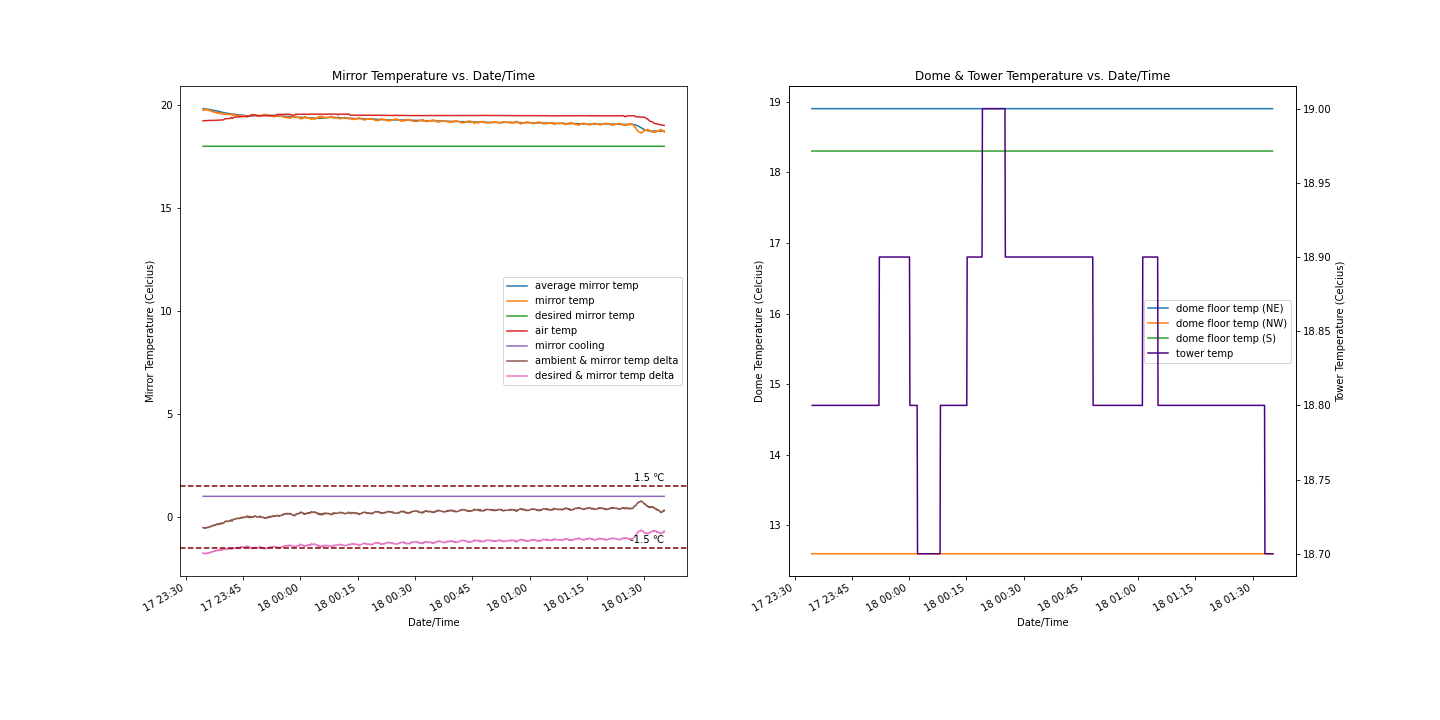 Mirror Temperature vs. Date/Time
20
15
10
5
0
Mirror Temperature (Celcius)
average mirror temp
mirror temp
desired mirror temp
air temp
mirror cooling
ambient & mirror temp delta
desired & mirror temp delta
1.5 °C
-1.5 °C
17 23:30
17 23:45
18 00:00
18 00:15
18 00:30
18 00:45
18 01:00
18 01:15
18 01:30
Date/Time
Dome & Tower Temperature vs. Date/Time
19
18
17
16
15
14
13
Dome Temperature (Celcius)
dome floor temp (NE)
dome floor temp (NW)
dome floor temp (S)
tower temp
19.00
18.95
18.90
18.85
18.80
18.75
18.70
Tower Temperature (Celcius)
17 23:30
17 23:45
18 00:00
18 00:15
18 00:30
18 00:45
18 01:00
18 01:15
18 01:30
Date/Time